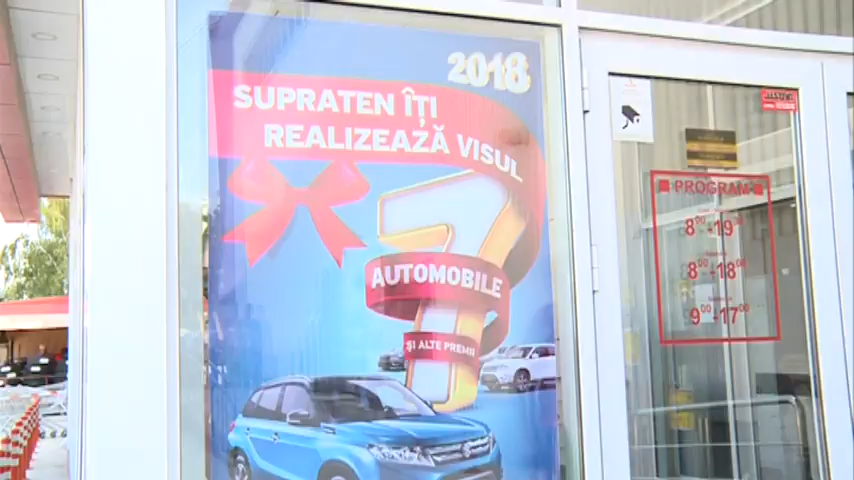 2018
SUPRATEN ÎȚI
REALIZEAZĂ VISUL
7
AUTOMOBILE
ȘI ALTE PREMII
PROGRAM
8⁰⁰-19⁰⁰
8⁰⁰-18⁰⁰
9⁰⁰-17⁰⁰